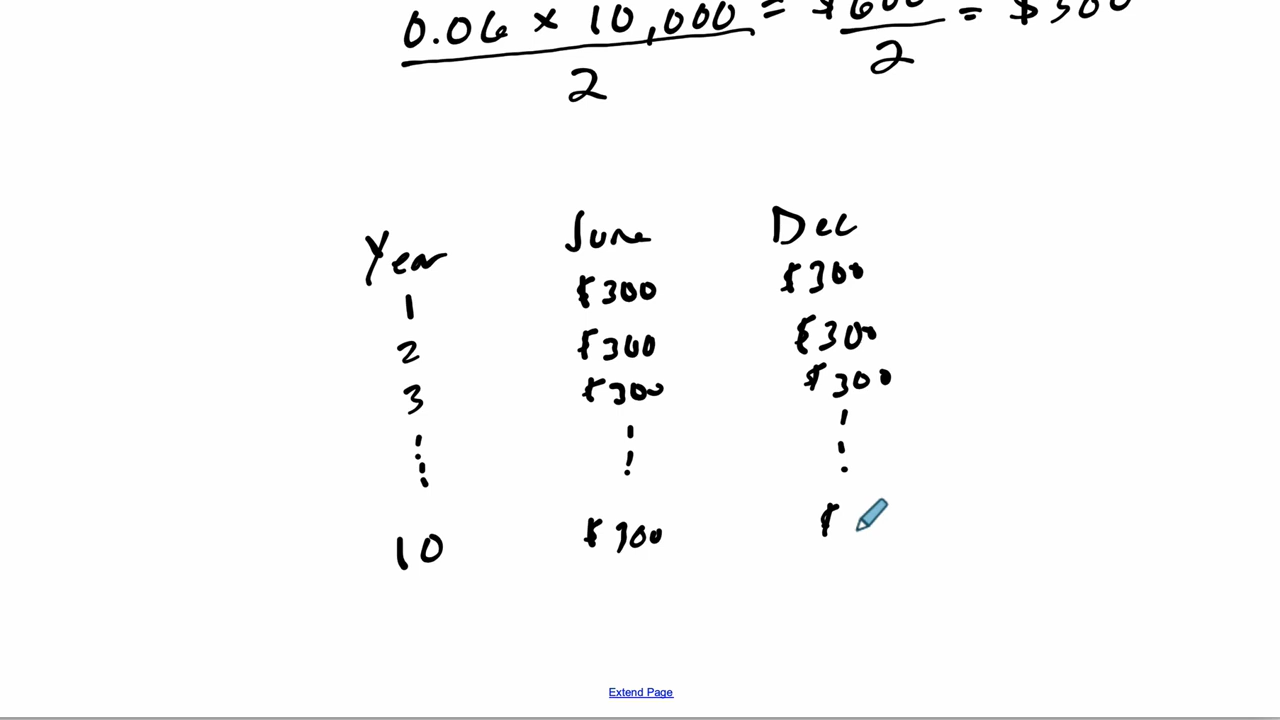 0.06 × 10,000 = $600 = $300
2 2
Year June Dec
1 $300 $300
2 $300 $300
3 $300 $300
10 $300 $
Extend Page